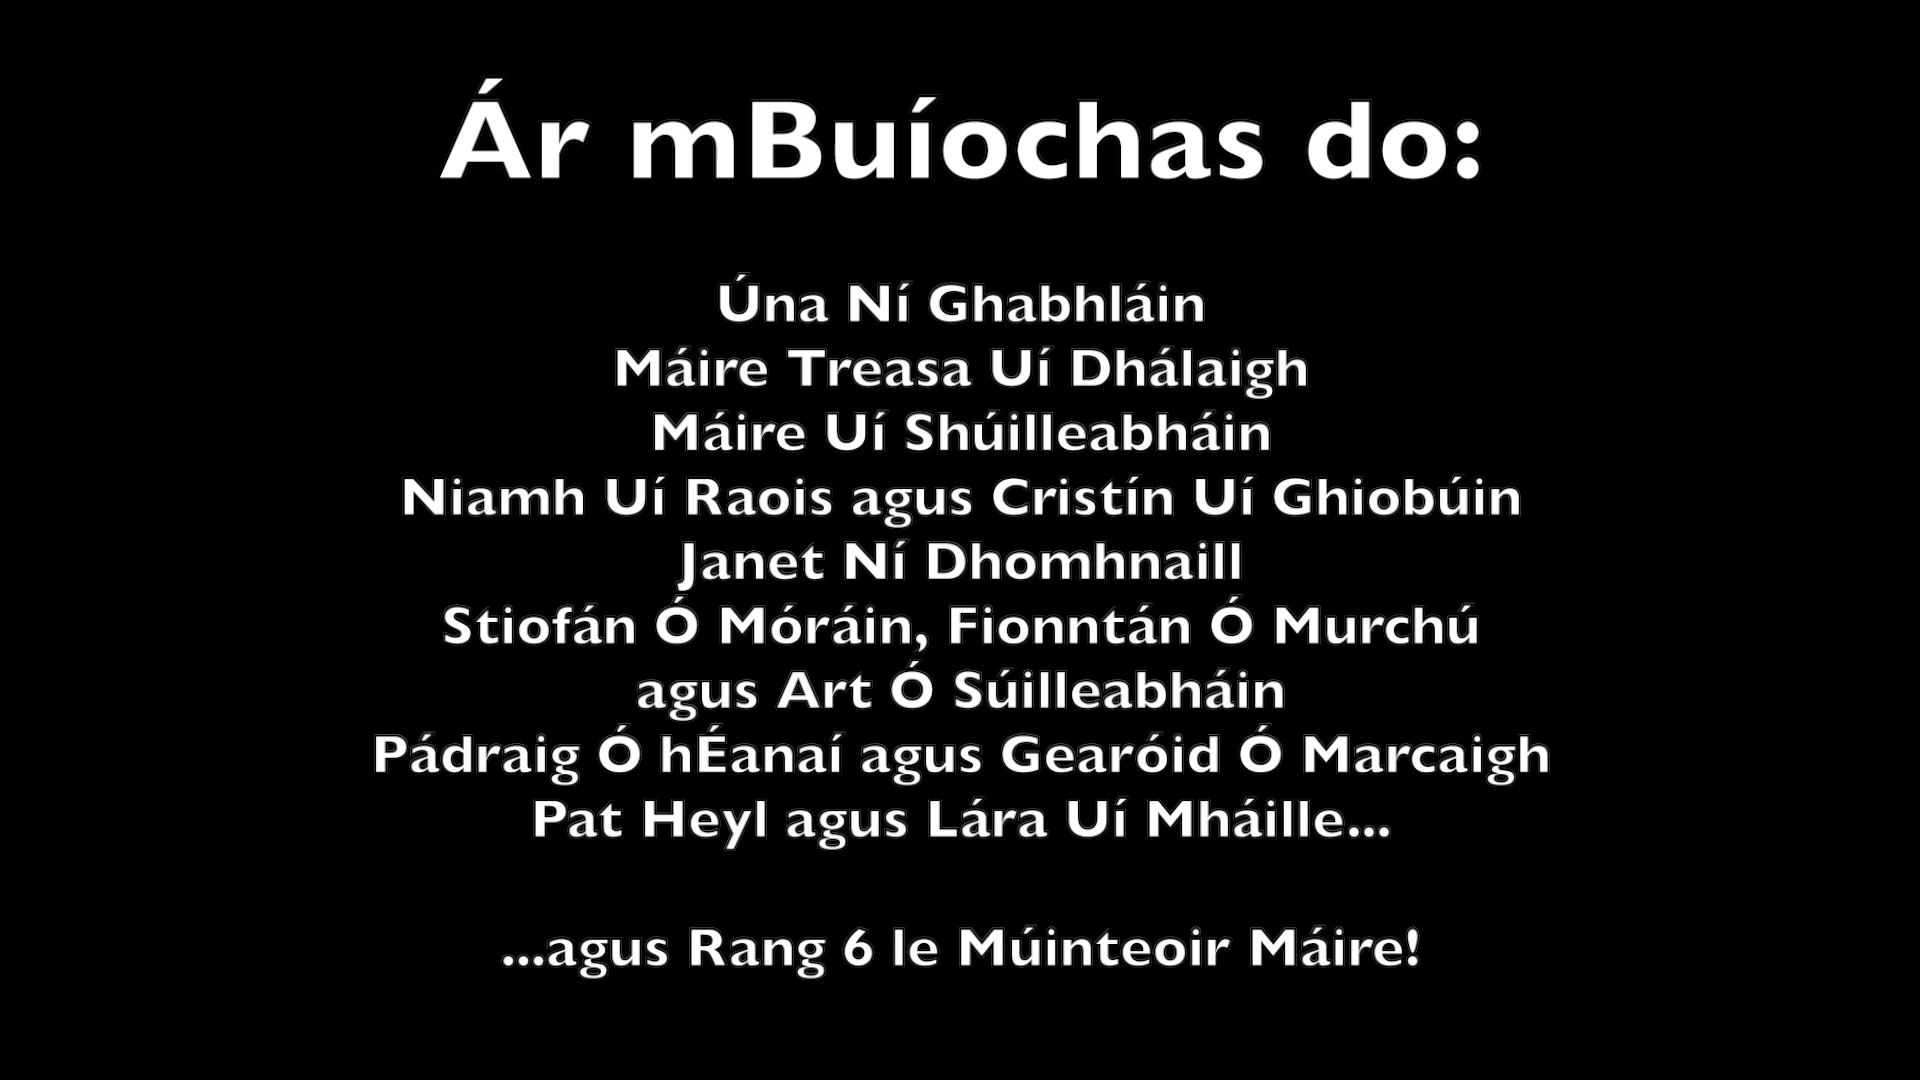 Ár mBuíochas do:
Úna Ní Ghabhláin
Máire Treasa Uí Dhálaigh
Máire Uí Shúilleabháin
Niamh Uí Raois agus Cristín Uí Ghiobúin
Janet Ní Dhomhnaill
Stiofán Ó Móráin, Fionntán Ó Murchú
agus Art Ó Súilleabháin
Pádraig Ó hÉanaí agus Gearóid Ó Marcaigh
Pat Heyl agus Lára Uí Mháille...
...agus Rang 6 le Múinteoir Máire!